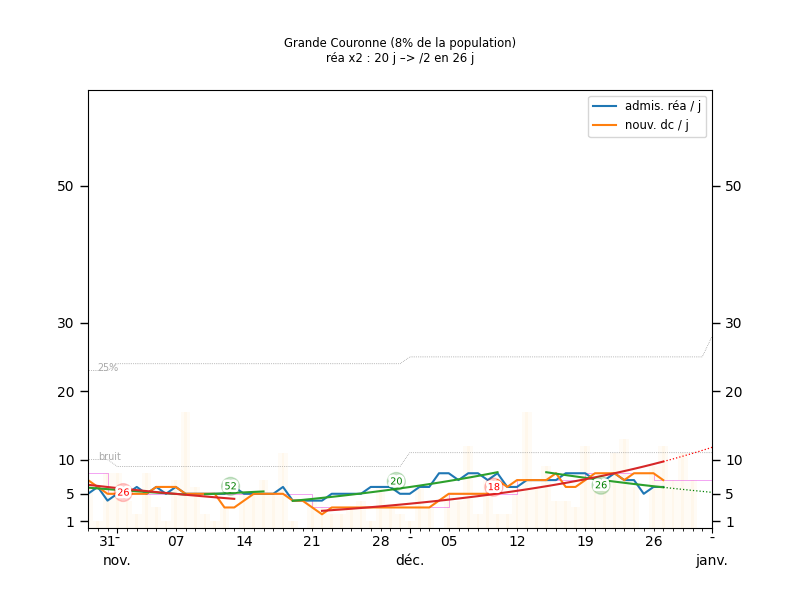 Grande Couronne (8% de la population)
réa x2 : 20 j –> /2 en 26 j
admis. réa / j
nouv. dc / j
50 50
30 30
25%
20 20
bruit
10 10
5 5
1 1
26 52 20 18 26
31 07 14 21 28 05 12 19 26
nov. déc. janv.